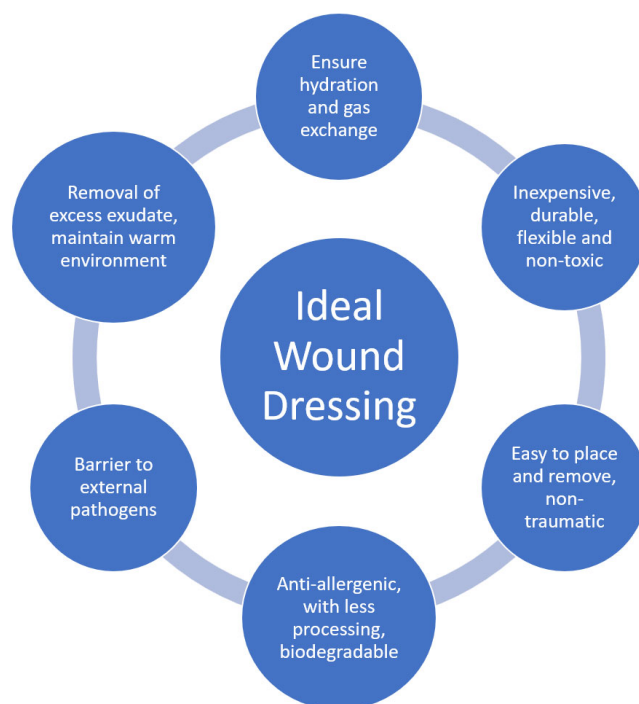 Ensure
hydration
and gas
exchange
Inexpensive,
durable,
flexible and
non-toxic
Easy to place
and remove,
non-
traumatic
Anti-allergenic,
with less
processing,
biodegradable
Barrier to
external
pathogens
Removal of
excess exudate,
maintain warm
environment
Ideal
Wound
Dressing